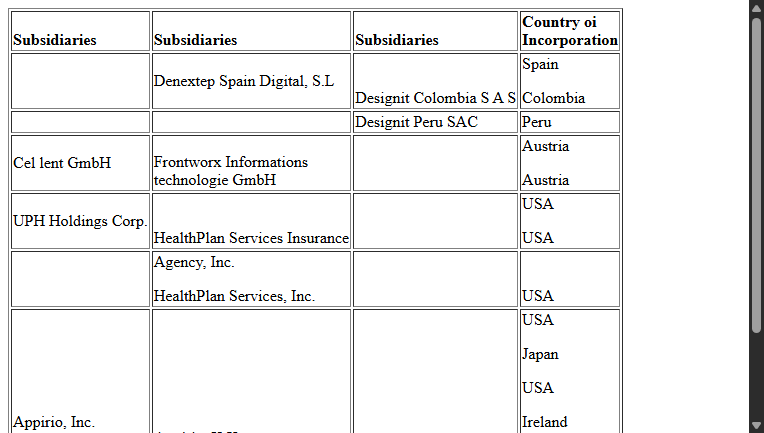 Subsidiaries
Subsidiaries
Subsidiaries
Country oi
Incorporation
Denextep Spain Digital, S.L
Designit Colombia S A S
Spain
Colombia
Designit Peru SAC
Peru
Cel lent GmbH
Frontworx Informations
technologie GmbH
Austria
Austria
UPH Holdings Corp.
HealthPlan Services Insurance
USA
USA
Agency, Inc.
HealthPlan Services, Inc.
USA
Appirio, Inc.
USA
Japan
USA
Ireland